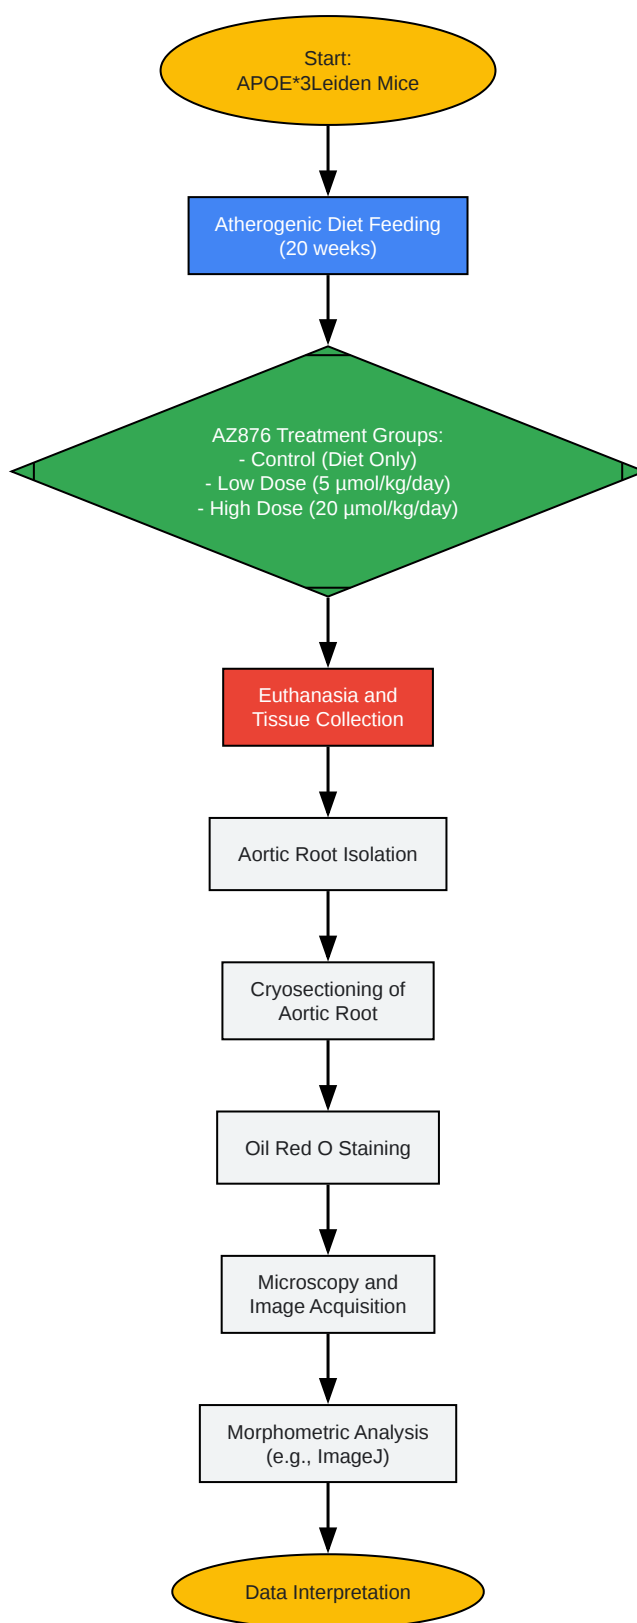 Start:
APOE*3Leiden Mice
Atherogenic Diet Feeding
(20 weeks)
AZ876 Treatment Groups:
- Control (Diet Only)
- Low Dose (5 µmol/kg/day)
- High Dose (20 µmol/kg/day)
Euthanasia and
Tissue Collection
Aortic Root Isolation
Cryosectioning of
Aortic Root
Oil Red O Staining
Microscopy and
Image Acquisition
Morphometric Analysis
(e.g., ImageJ)
Data Interpretation